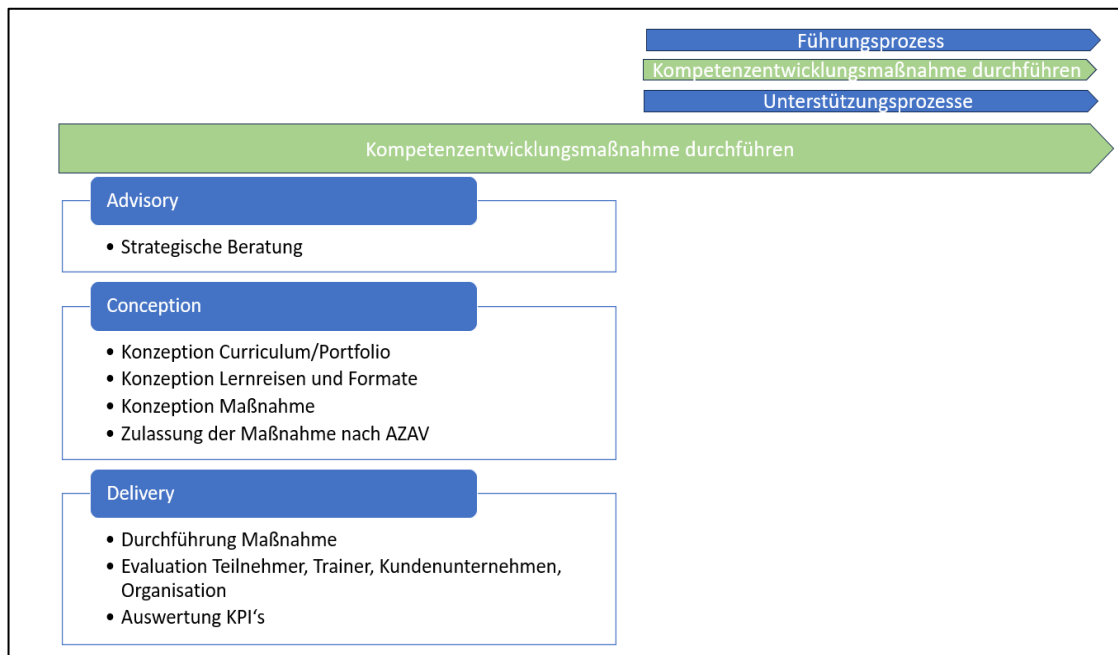 Führungsprozess
Kompetenzentwicklungsmaßnahme durchführen
Unterstützungsprozesse
Kompetenzentwicklungsmaßnahme durchführen
Advisory
• Strategische Beratung
Conception
• Konzeption Curriculum/Portfolio
• Konzeption Lernreisen und Formate
• Konzeption Maßnahme
• Zulassung der Maßnahme nach AZAV
Delivery
• Durchführung Maßnahme
• Evaluation Teilnehmer, Trainer, Kundenunternehmen,
Organisation
• Auswertung KPI‘s